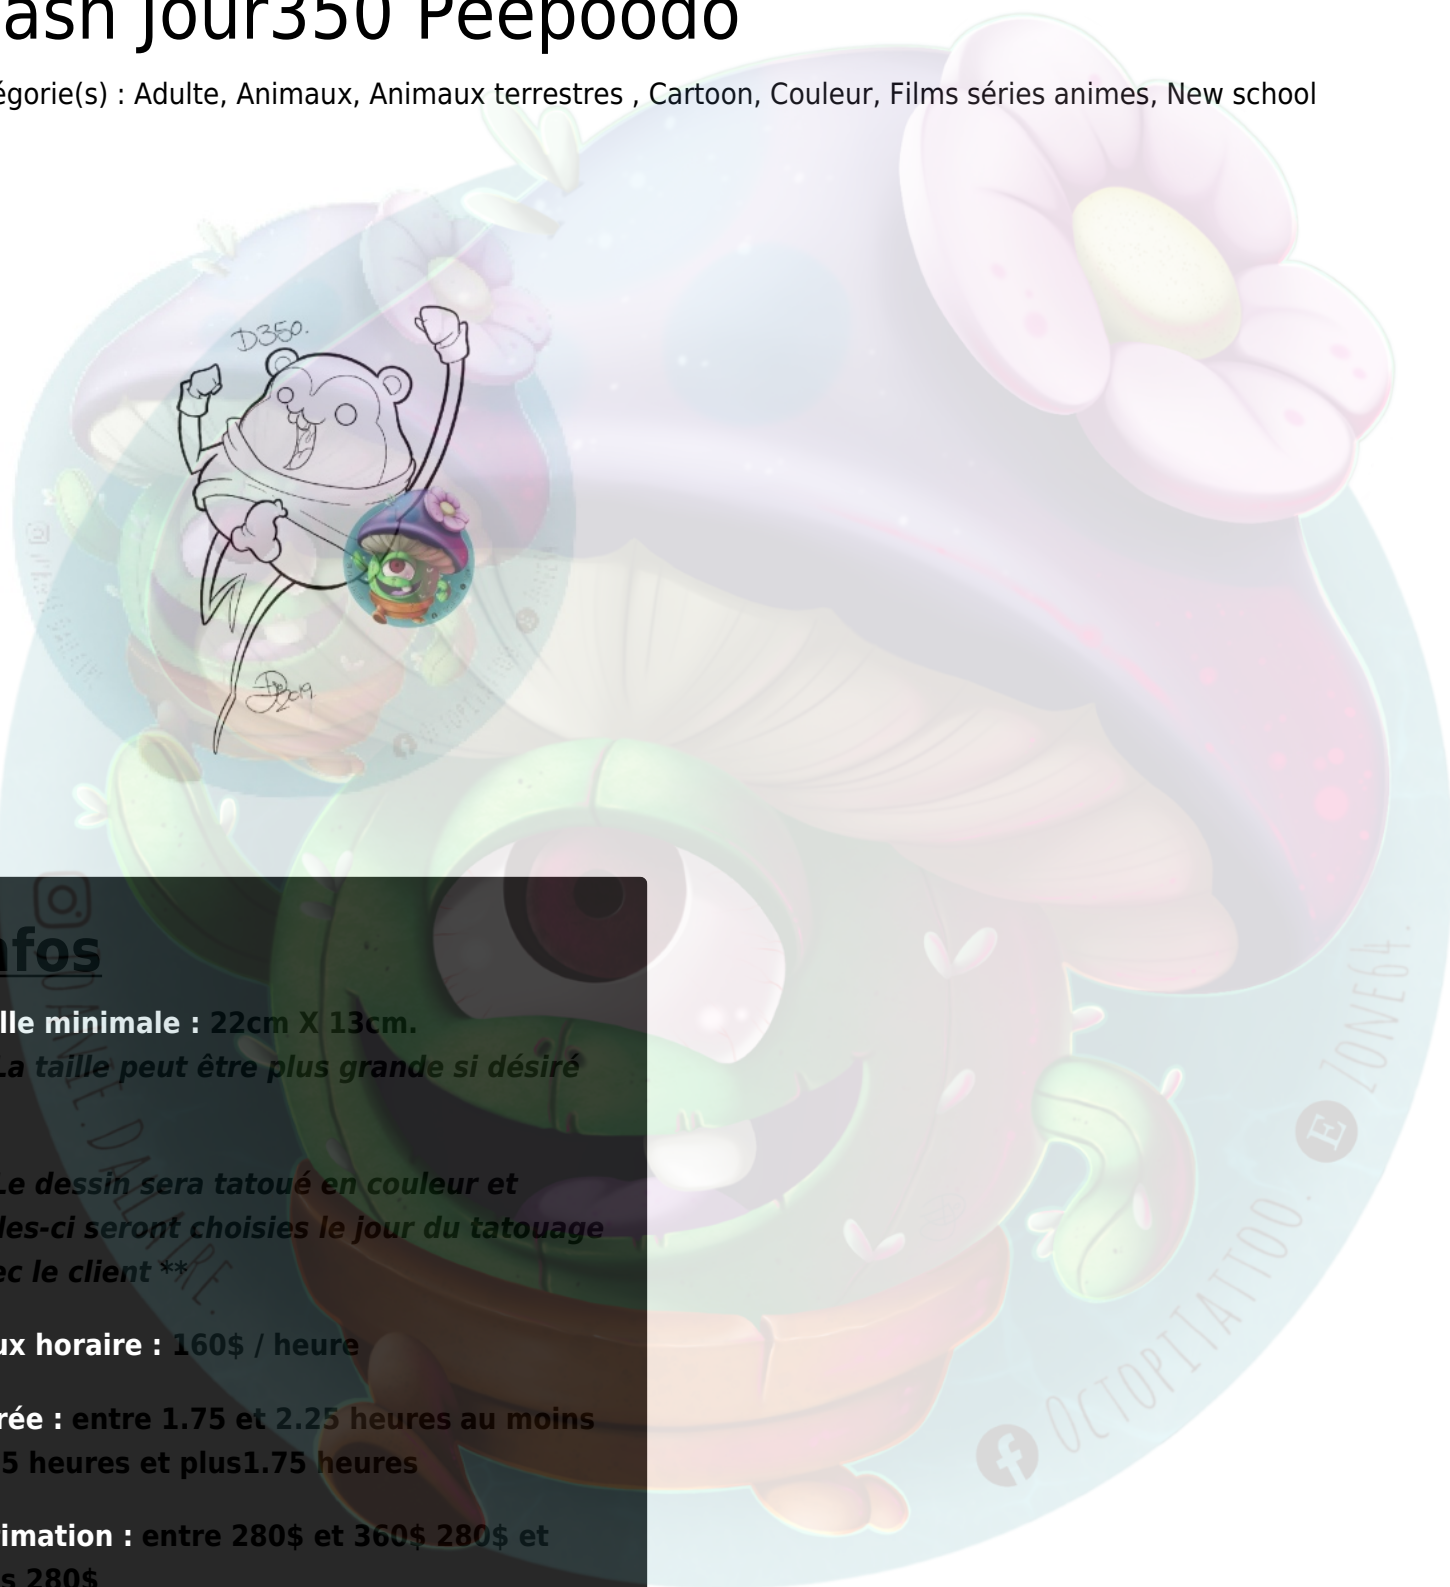 ash Jour350 Peepoodo
égorie(s) : Adulte, Animaux, Animaux terrestres , Cartoon, Couleur, Films séries animes, New school
D350.
nfos
lle minimale : 22cm X 13cm.
La taille peut être plus grande si désiré
Le dessin sera tatoué en couleur et
les-ci seront choisies le jour du tatouage
ec le client **
ux horaire : 160$ / heure
rée : entre 1.75 et 2.25 heures au moins
5 heures et plus1.75 heures
imation : entre 280$ et 360$ 280$ et
s 280$
DALLAIRE.
OCTOPITATTOO.
E ZONE64.